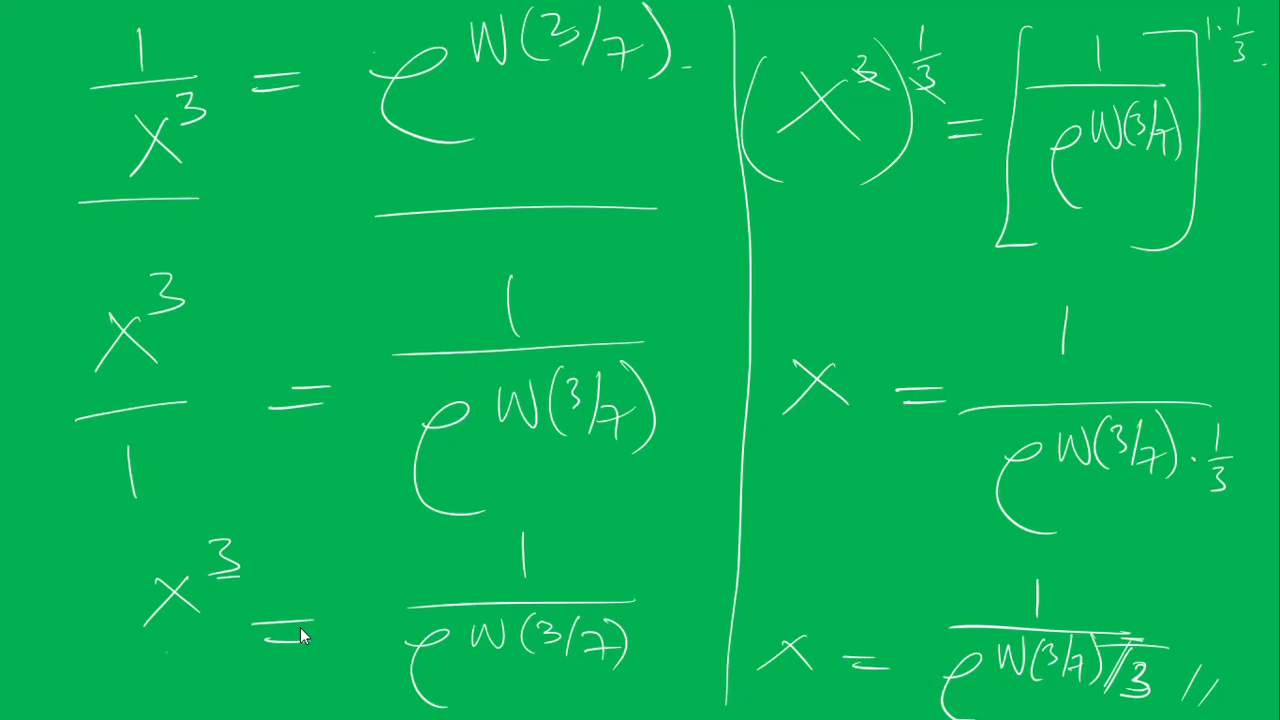 1/x³ = e^W(3/7)
x³/1 = 1/e^W(3/7)
x³ = 1/e^W(3/7)
(x³)^1/3 = [1/e^W(3/7)]^1·1/3
x = 1/e^W(3/7)·1/3
x = 1/e^W(3/7)/3 //